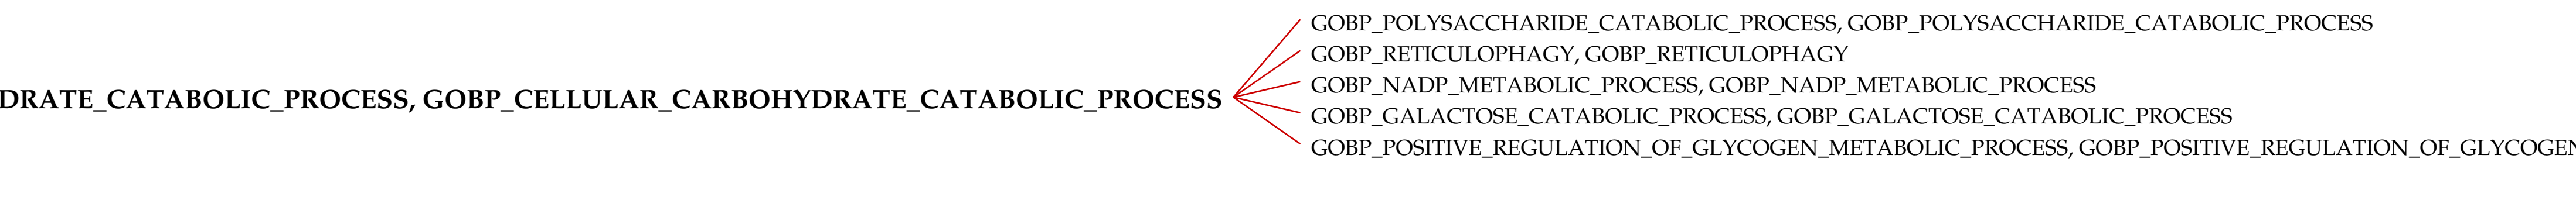 GOBP_POLYSACCHARIDE_CATABOLIC_PROCESS, GOBP_POLYSACCHARIDE_CATABOLIC_PROCESS
GOBP_RETICULOPHAGY, GOBP_RETICULOPHAGY
GOBP_NADP_METABOLIC_PROCESS, GOBP_NADP_METABOLIC_PROCESS
DRATE_CATABOLIC_PROCESS, GOBP_CELLULAR_CARBOHYDRATE_CATABOLIC_PROCESS
GOBP_GALACTOSE_CATABOLIC_PROCESS, GOBP_GALACTOSE_CATABOLIC_PROCESS
GOBP_POSITIVE_REGULATION_OF_GLYCOGEN_METABOLIC_PROCESS, GOBP_POSITIVE_REGULATION_OF_GLYCOGEN